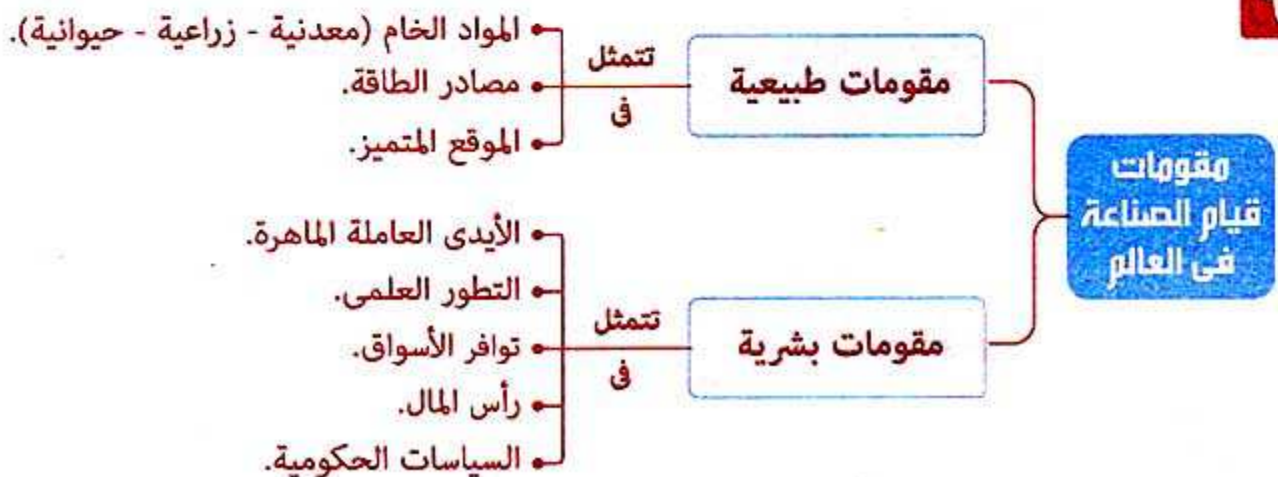 مقومات
قيام الصناعة
فى العالم
مقومات طبيعية
تتمثل
فى
المواد الخام (معدنية - زراعية - حيوانية).
مصادر الطاقة.
الموقع المتميز.
مقومات بشرية
تتمثل
فى
الأيدى العاملة الماهرة.
التطور العلمى.
توافر الأسواق.
رأس المال.
السياسات الحكومية.